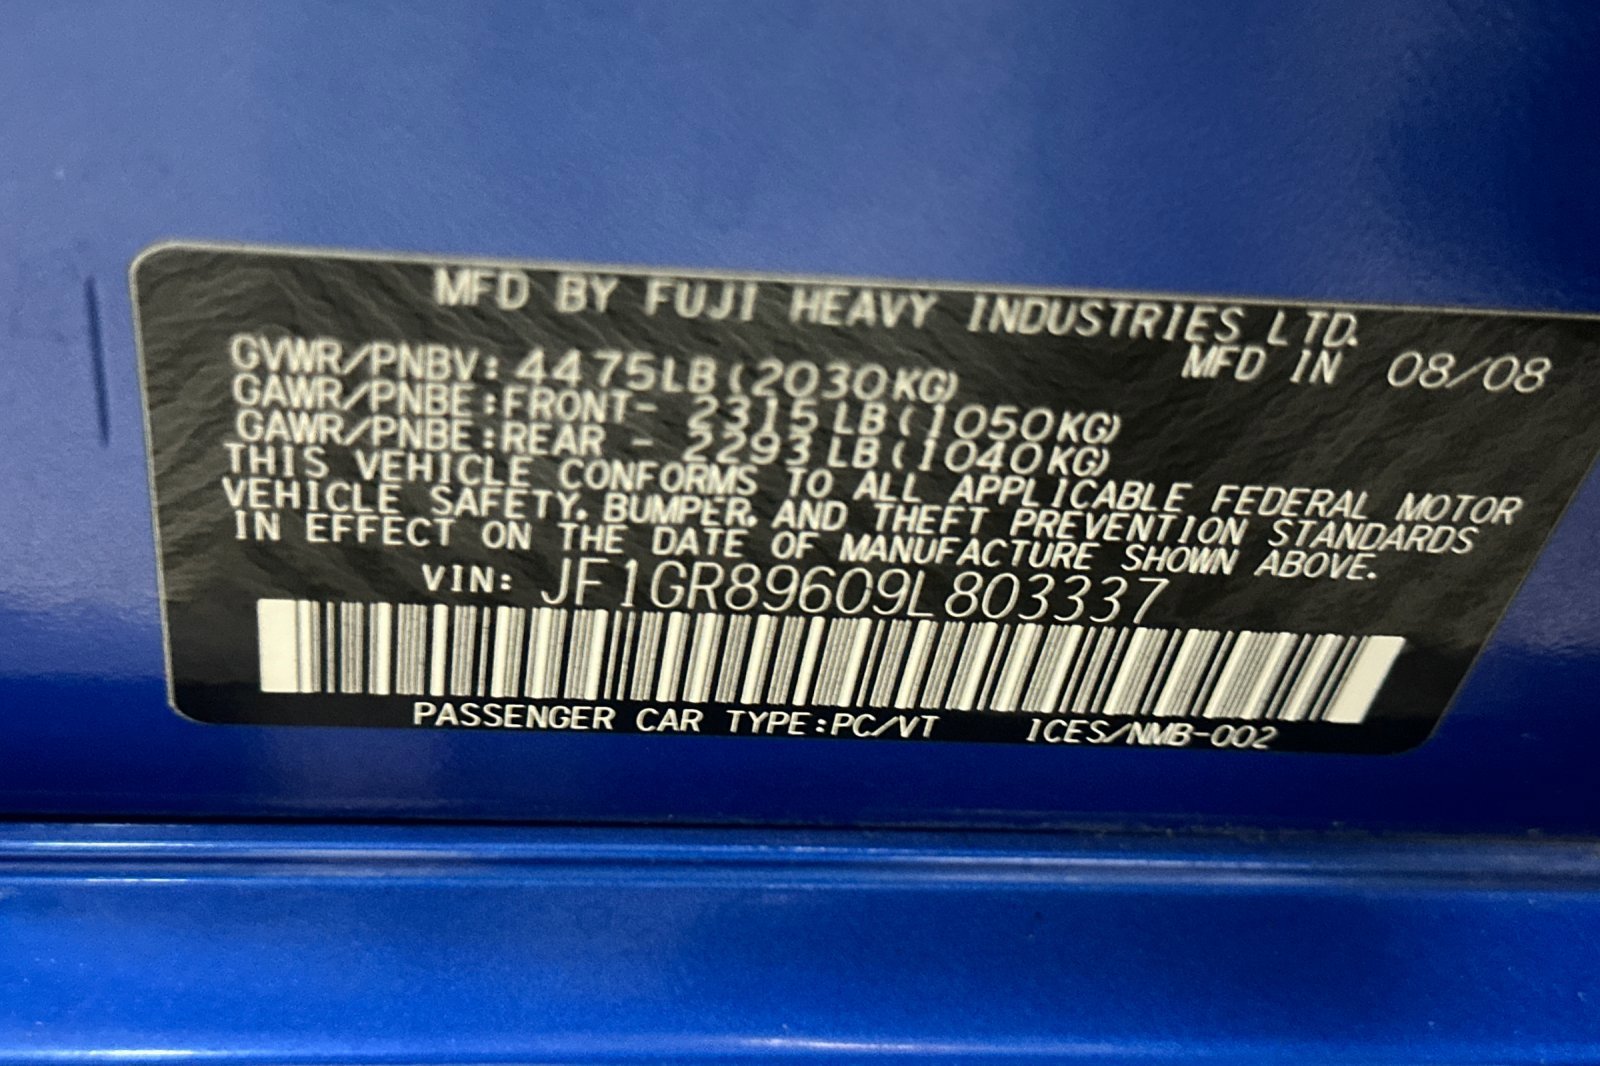 MFD BY FUJI HEAVY INDUSTRIES LTD.
MFD IN 08/08
GVWR/PNBV: 4475LB(2030KG)
GAWR/PNBE:FRONT- 2315LB(1050KG)
GAWR/PNBE:REAR - 2293LB(1040KG)
THIS VEHICLE CONFORMS TO ALL APPLICABLE FEDERAL MOTOR
VEHICLE SAFETY, BUMPER, AND THEFT PREVENTION STANDARDS
IN EFFECT ON THE DATE OF MANUFACTURE SHOWN ABOVE.
VIN: JF1GR89609L803337
PASSENGER CAR TYPE:PC/VT ICES/NMB-002